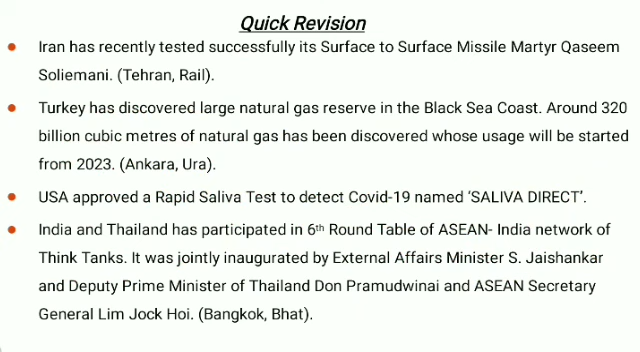 Quick Revision
• Iran has recently tested successfully its Surface to Surface Missile Martyr Qaseem
Soliemani. (Tehran, Rail).
• Turkey has discovered large natural gas reserve in the Black Sea Coast. Around 320
billion cubic metres of natural gas has been discovered whose usage will be started
from 2023. (Ankara, Ura).
• USA approved a Rapid Saliva Test to detect Covid-19 named ‘SALIVA DIRECT’.
• India and Thailand has participated in 6th Round Table of ASEAN- India network of
Think Tanks. It was jointly inaugurated by External Affairs Minister S. Jaishankar
and Deputy Prime Minister of Thailand Don Pramudwinai and ASEAN Secretary
General Lim Jock Hoi. (Bangkok, Bhat).